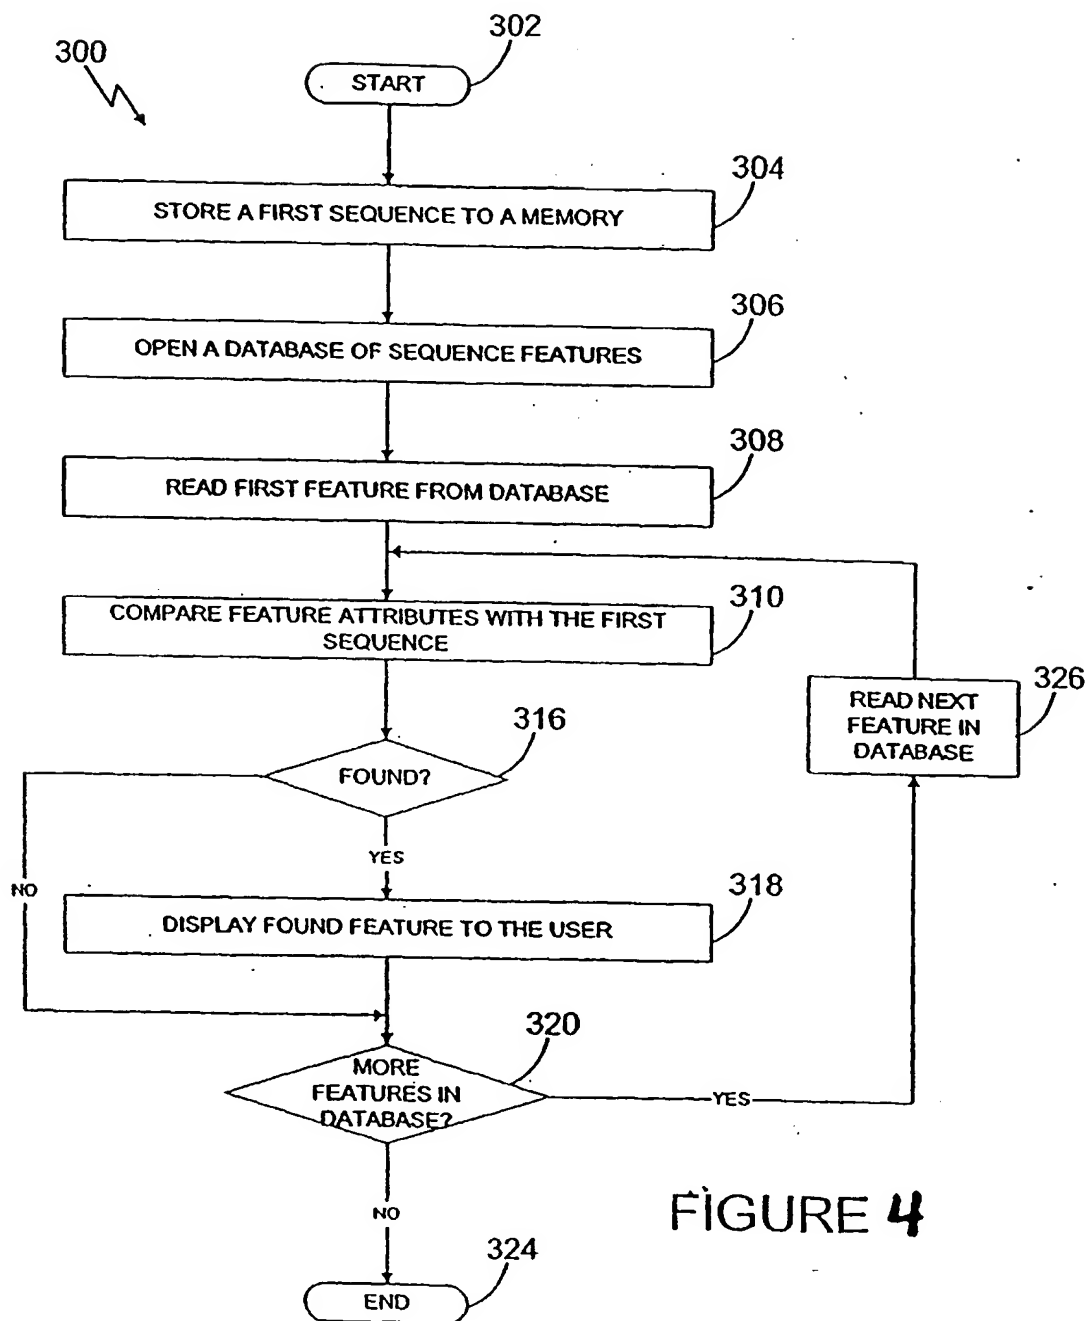 300
302
START
304
STORE A FIRST SEQUENCE TO A MEMORY
306
OPEN A DATABASE OF SEQUENCE FEATURES
308
READ FIRST FEATURE FROM DATABASE
310
COMPARE FEATURE ATTRIBUTES WITH THE FIRST
SEQUENCE
326
READ NEXT
FEATURE IN
DATABASE
316
FOUND?
YES
NO
318
DISPLAY FOUND FEATURE TO THE USER
320
MORE
FEATURES IN
DATABASE?
YES
NO
324
END
FIGURE 4